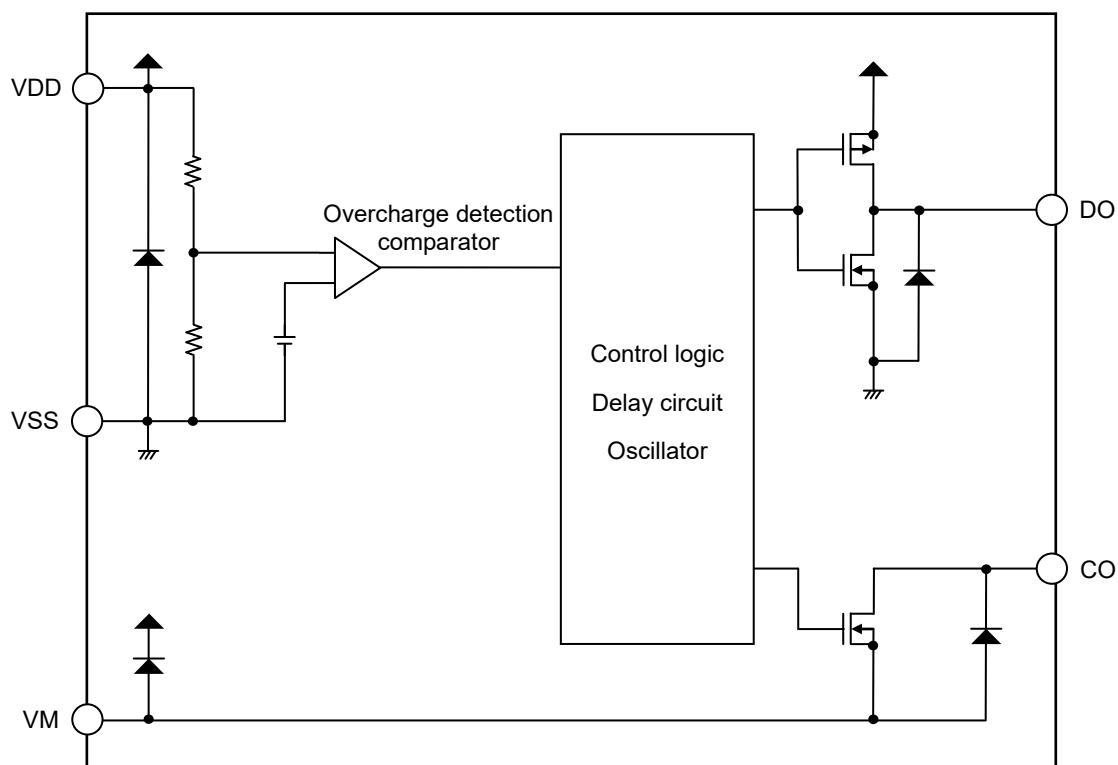 VDD
Overcharge detection
comparator
DO
Control logic
Delay circuit
Oscillator
VSS
CO
VM